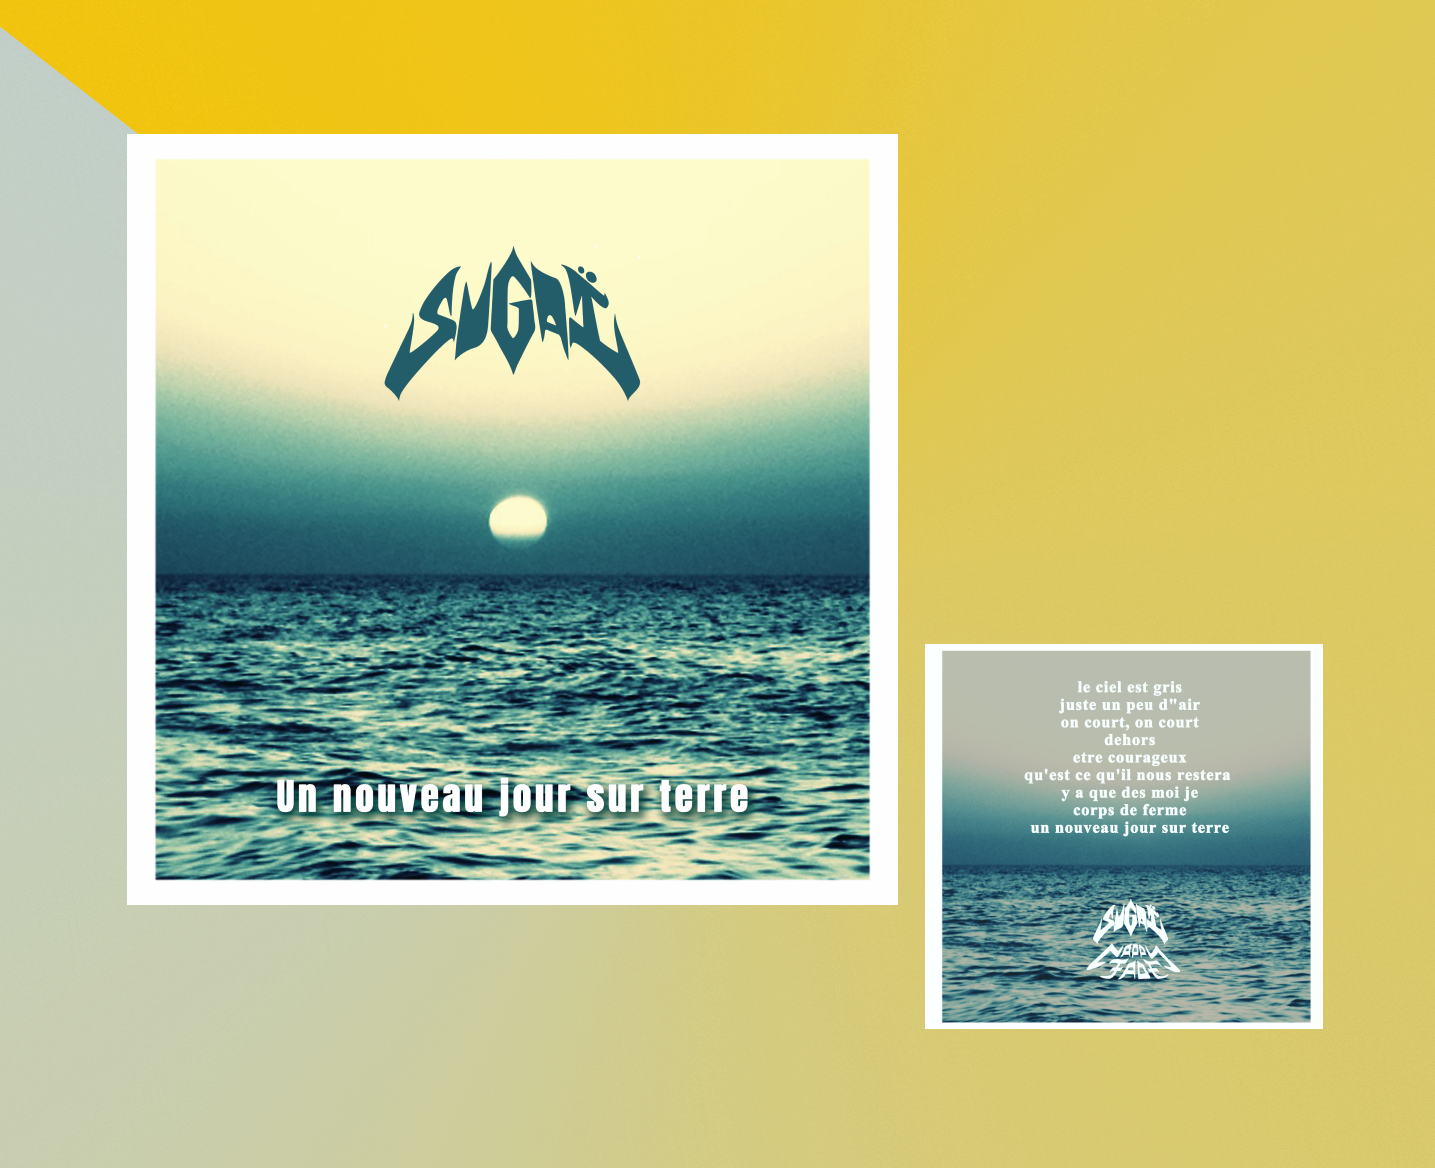 SUGAÏ
Un nouveau jour sur terre
le ciel est gris
juste un peu d"air
on court, on court
dehors
etre courageux
qu'est ce qu'il nous restera
y a que des moi je
corps de ferme
un nouveau jour sur terre
SUGAÏ
NAPPY
FADE